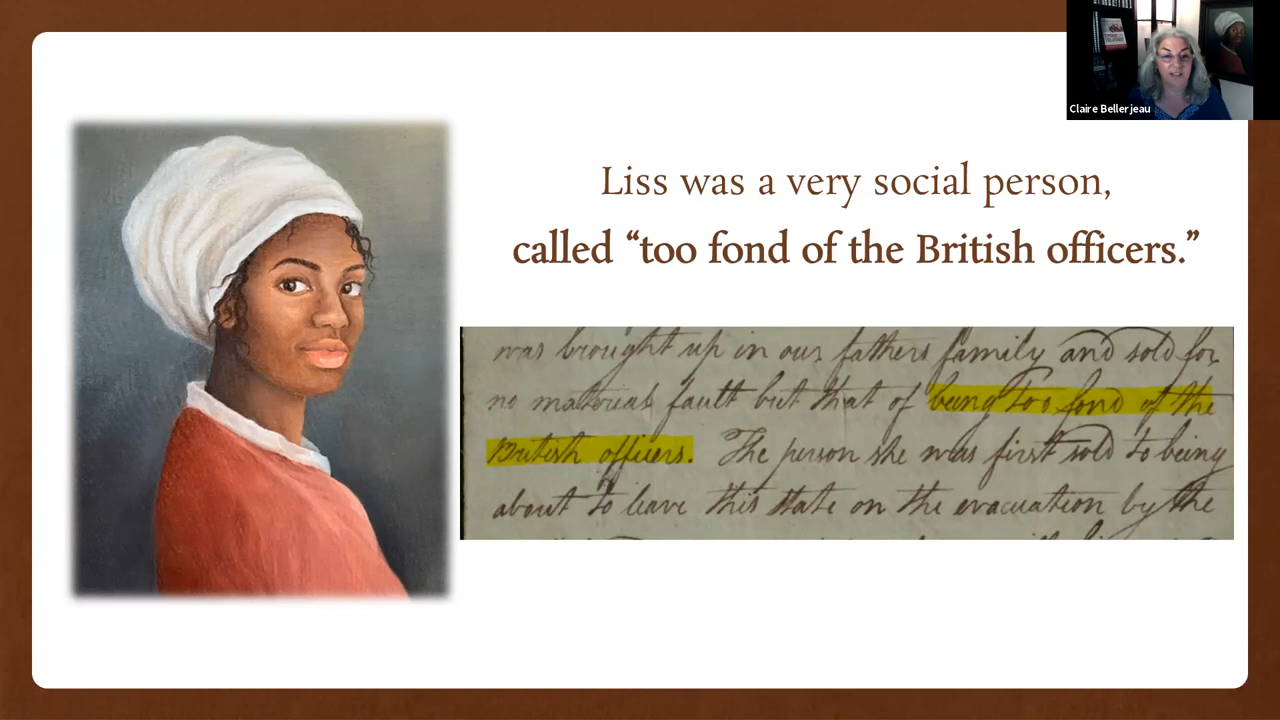 Claire Bellerjeau
Liss was a very social person,
called “too fond of the British officers.”
was brought up in our fathers family and sold for
no material fault but that of being too fond of the
British officers. The person she was first sold to being
about to leave this state on the evacuation by the